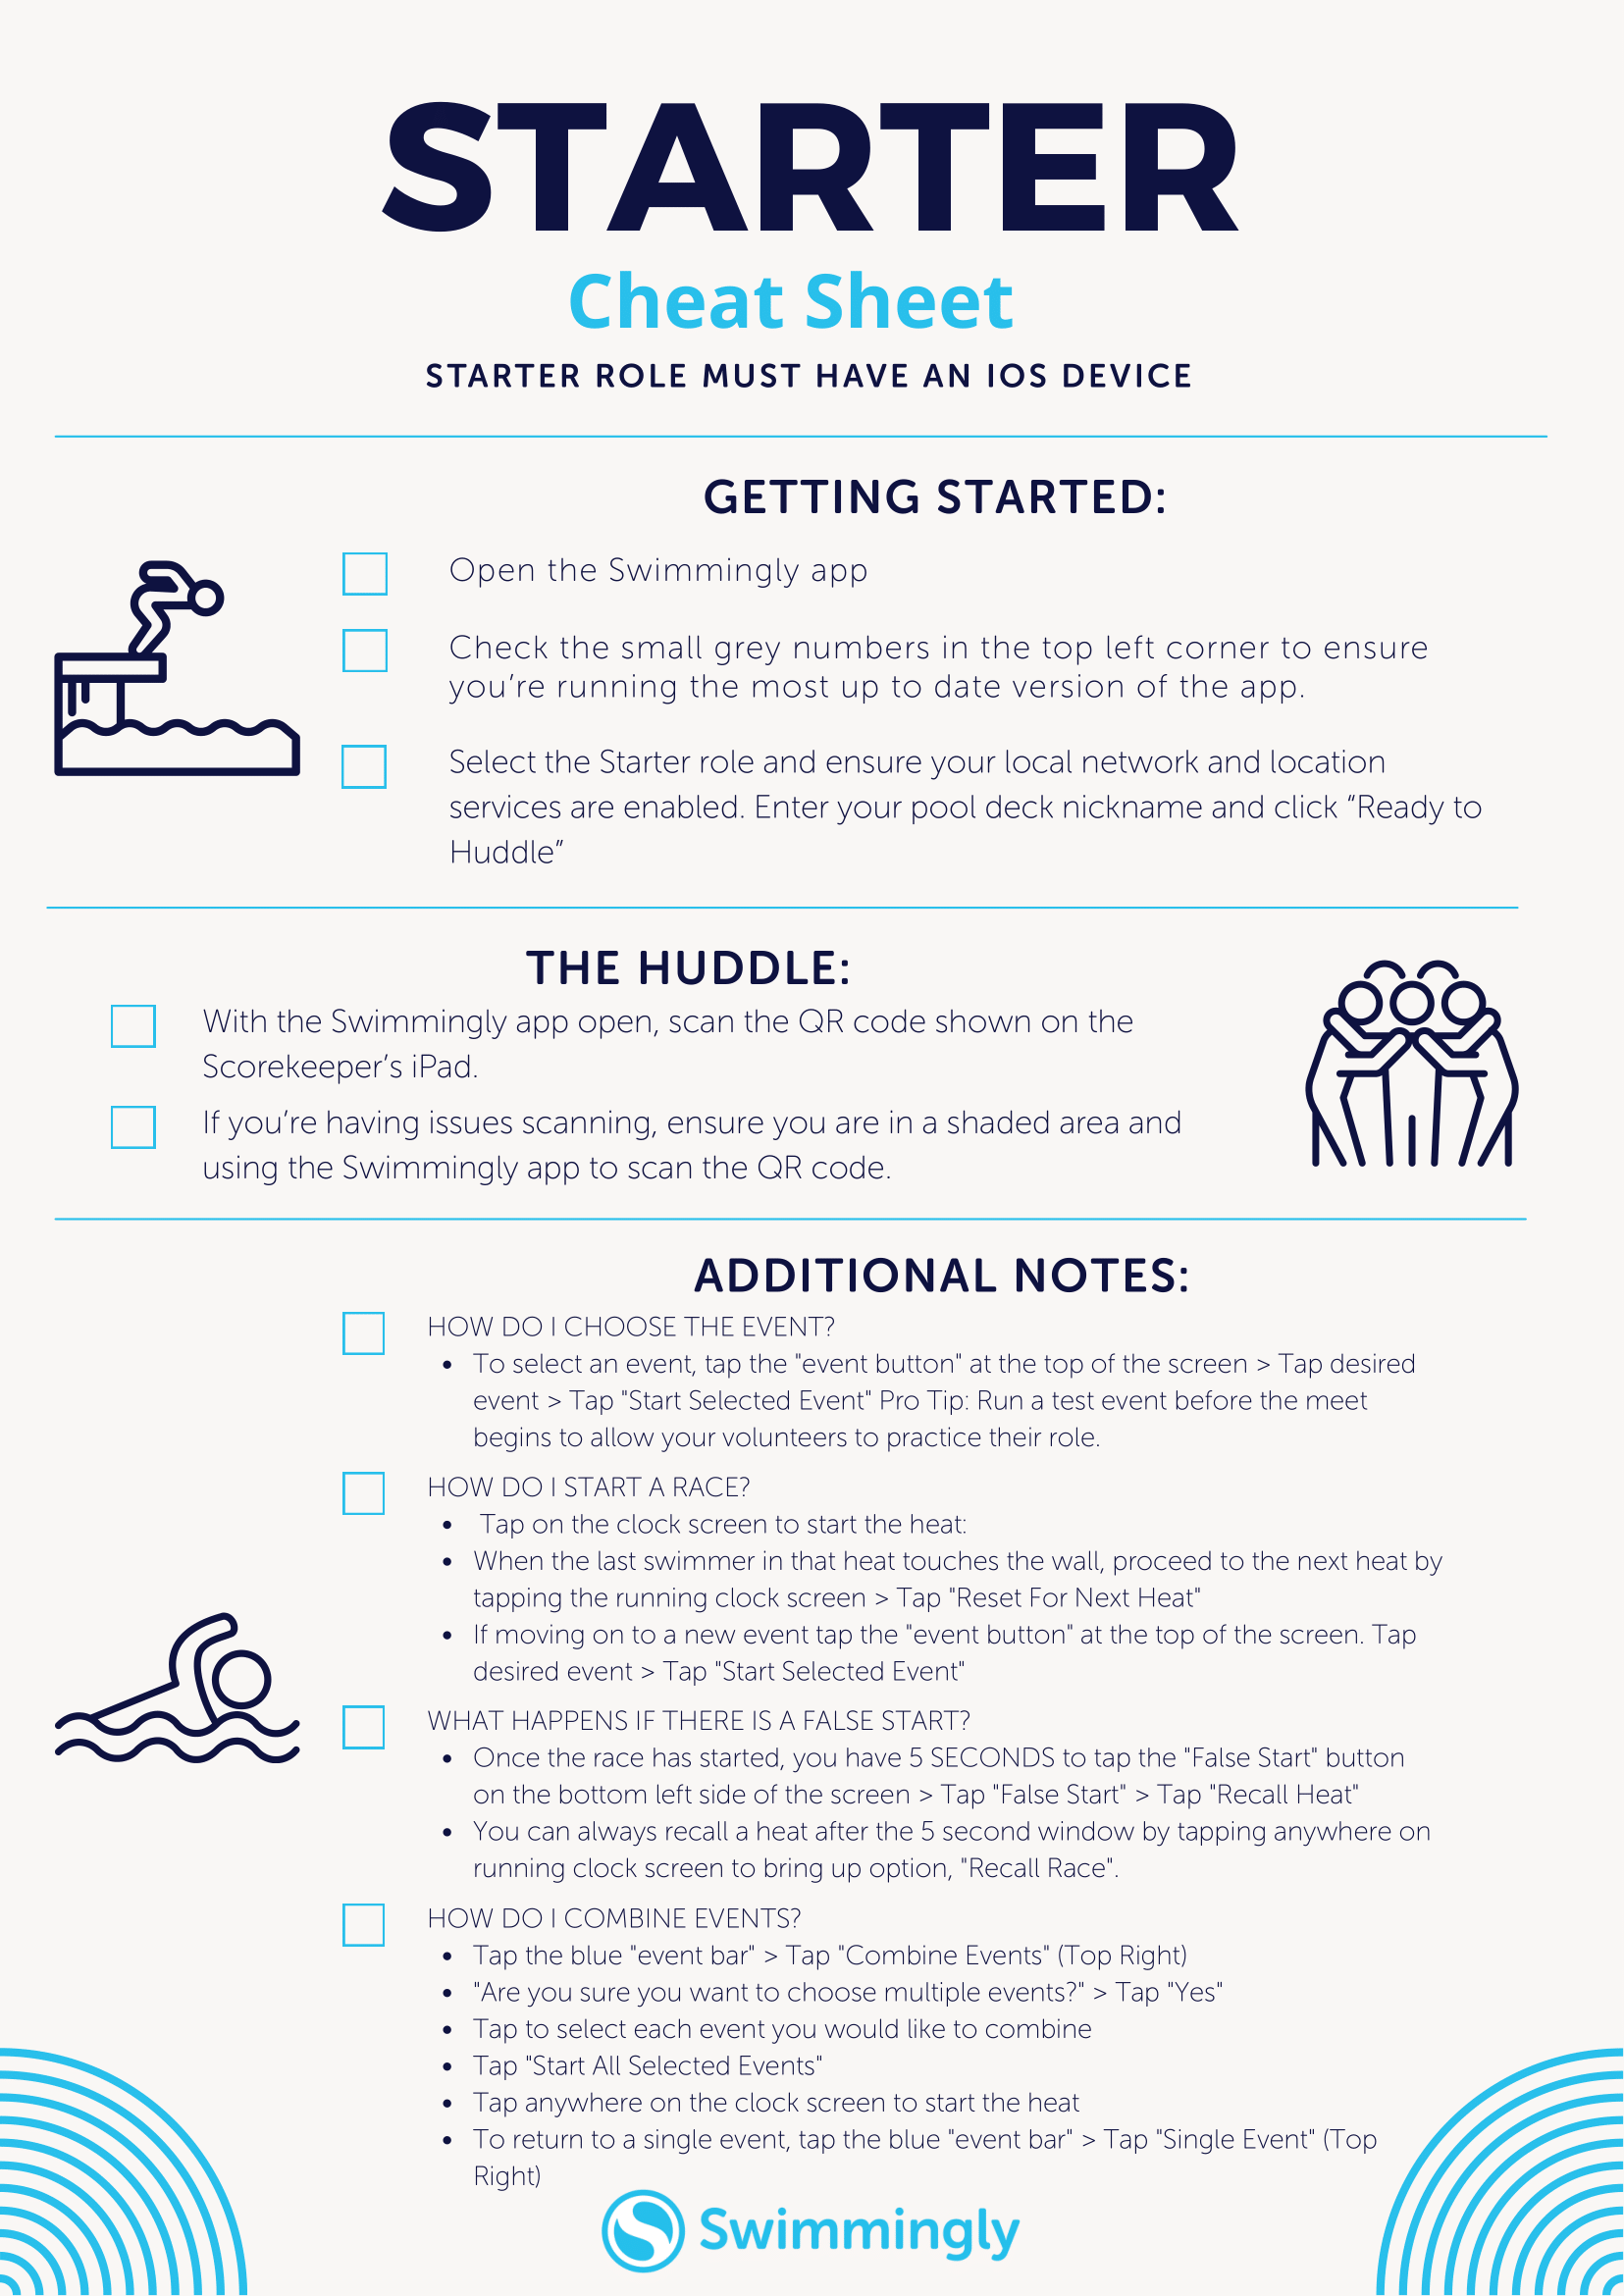 STARTER
Cheat Sheet
STARTER ROLE MUST HAVE AN IOS DEVICE
GETTING STARTED:
Open the Swimmingly app
Check the small grey numbers in the top left corner to ensure
you’re running the most up to date version of the app.
Select the Starter role and ensure your local network and location
services are enabled. Enter your pool deck nickname and click “Ready to
Huddle”
THE HUDDLE:
With the Swimmingly app open, scan the QR code shown on the
Scorekeeper’s iPad.
If you’re having issues scanning, ensure you are in a shaded area and
using the Swimmingly app to scan the QR code.
ADDITIONAL NOTES:
HOW DO I CHOOSE THE EVENT?
• To select an event, tap the "event button" at the top of the screen > Tap desired
event > Tap "Start Selected Event" Pro Tip: Run a test event before the meet
begins to allow your volunteers to practice their role.
HOW DO I START A RACE?
• Tap on the clock screen to start the heat:
• When the last swimmer in that heat touches the wall, proceed to the next heat by
tapping the running clock screen > Tap "Reset For Next Heat"
• If moving on to a new event tap the "event button" at the top of the screen. Tap
desired event > Tap "Start Selected Event"
WHAT HAPPENS IF THERE IS A FALSE START?
• Once the race has started, you have 5 SECONDS to tap the "False Start" button
on the bottom left side of the screen > Tap "False Start" > Tap "Recall Heat"
• You can always recall a heat after the 5 second window by tapping anywhere on
running clock screen to bring up option, "Recall Race".
HOW DO I COMBINE EVENTS?
• Tap the blue "event bar" > Tap "Combine Events" (Top Right)
• "Are you sure you want to choose multiple events?" > Tap "Yes"
• Tap to select each event you would like to combine
• Tap "Start All Selected Events"
• Tap anywhere on the clock screen to start the heat
• To return to a single event, tap the blue "event bar" > Tap "Single Event" (Top
Right)
Swimmingly